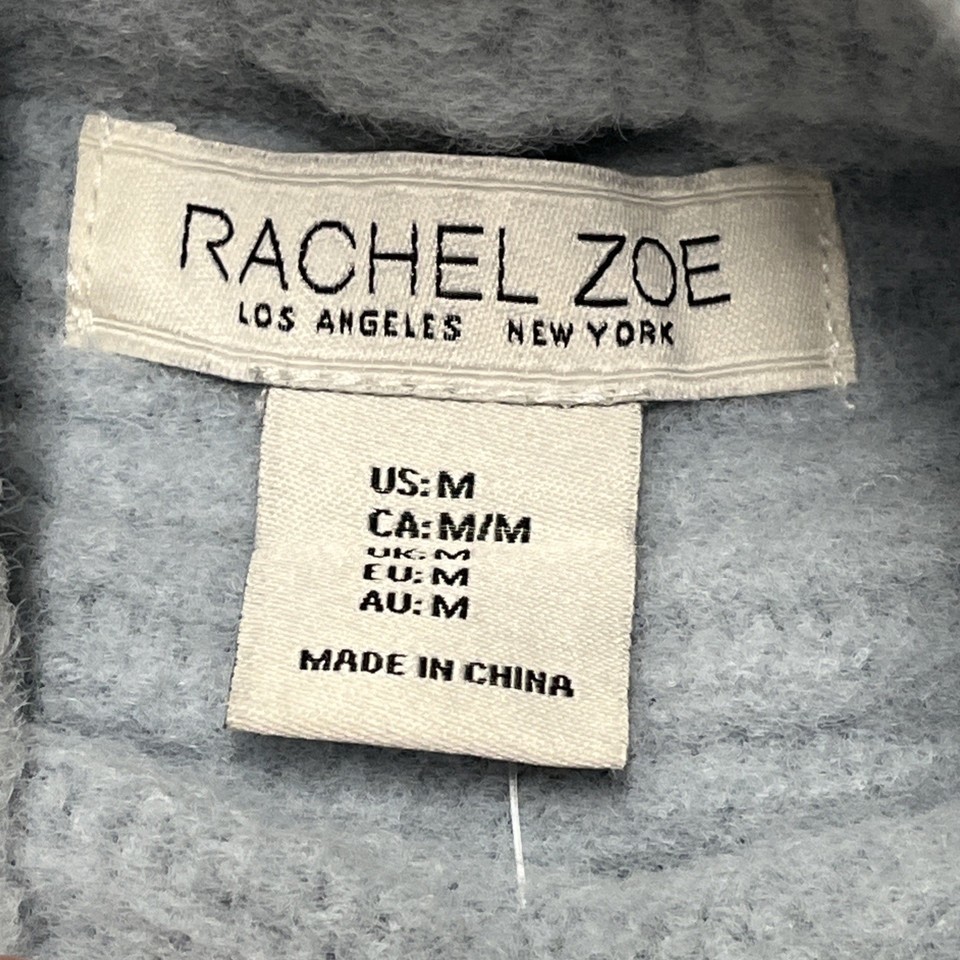 RACHEL ZOE
LOS ANGELES NEW YORK
US: M
CA: M/M
UK: M
EU: M
AU: M
MADE IN CHINA